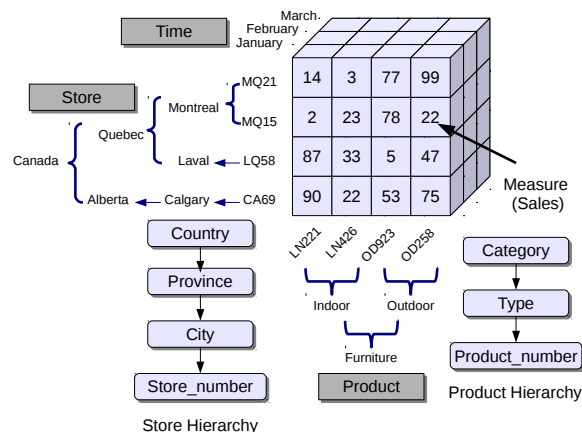 Time
March
February
January
Store
MQ21
Montreal
MQ15
Quebec
Canada
Laval
LQ58
Alberta
Calgary
CA69
14 3 77 99
2 23 78 22
87 33 5 47
90 22 53 75
Measure
(Sales)
LN221 LN426 OD923 OD258
Indoor Outdoor
Furniture
Product
Country
Province
City
Store_number
Store Hierarchy
Category
Type
Product_number
Product Hierarchy